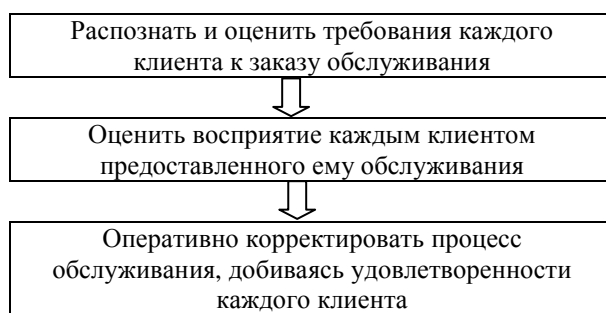 Распознать и оценить требования каждого
клиента к заказу обслуживания
Оценить восприятие каждым клиентом
предоставленного ему обслуживания
Оперативно корректировать процесс
обслуживания, добиваясь удовлетворенности
каждого клиента